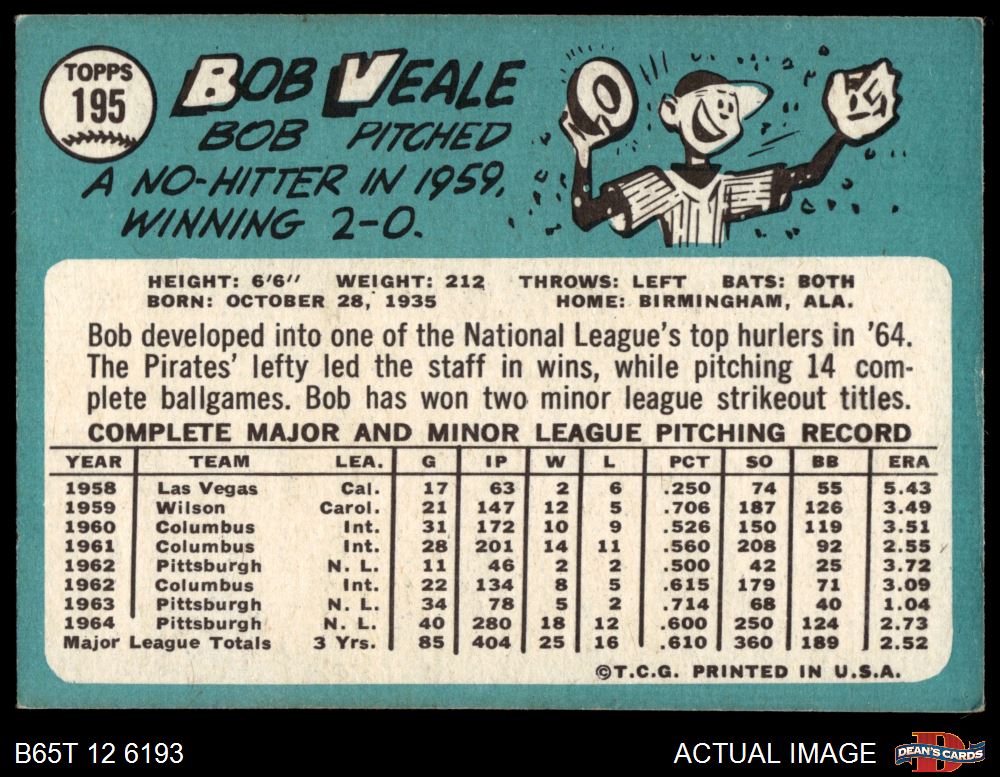 TOPPS
195
BOB VEALE
BOB PITCHED
A NO-HITTER IN 1959,
WINNING 2-0.
HEIGHT: 6'6" WEIGHT: 212 THROWS: LEFT BATS: BOTH
BORN: OCTOBER 28, 1935 HOME: BIRMINGHAM, ALA.
Bob developed into one of the National League's top hurlers in '64.
The Pirates' lefty led the staff in wins, while pitching 14 com-
plete ballgames. Bob has won two minor league strikeout titles.
COMPLETE MAJOR AND MINOR LEAGUE PITCHING RECORD
YEAR TEAM LEA. G IP W L PCT SO BB ERA
1958 Las Vegas Cal. 17 63 2 6 .250 74 55 5.43
1959 Wilson Carol. 21 147 12 5 .706 187 126 3.49
1960 Columbus Int. 31 172 10 9 .526 150 119 3.51
1961 Columbus Int. 28 201 14 11 .560 208 92 2.55
1962 Pittsburgh N. L. 11 46 2 2 .500 42 25 3.72
1962 Columbus Int. 22 134 8 5 .615 179 71 3.09
1963 Pittsburgh N. L. 34 78 5 2 .714 68 40 1.04
1964 Pittsburgh N. L. 40 280 18 12 .600 250 124 2.73
Major League Totals 3 Yrs. 85 404 25 16 .610 360 189 2.52
©T.C.G. PRINTED IN U.S.A.
B65T 12 6193 ACTUAL IMAGE DEAN'S CARDS